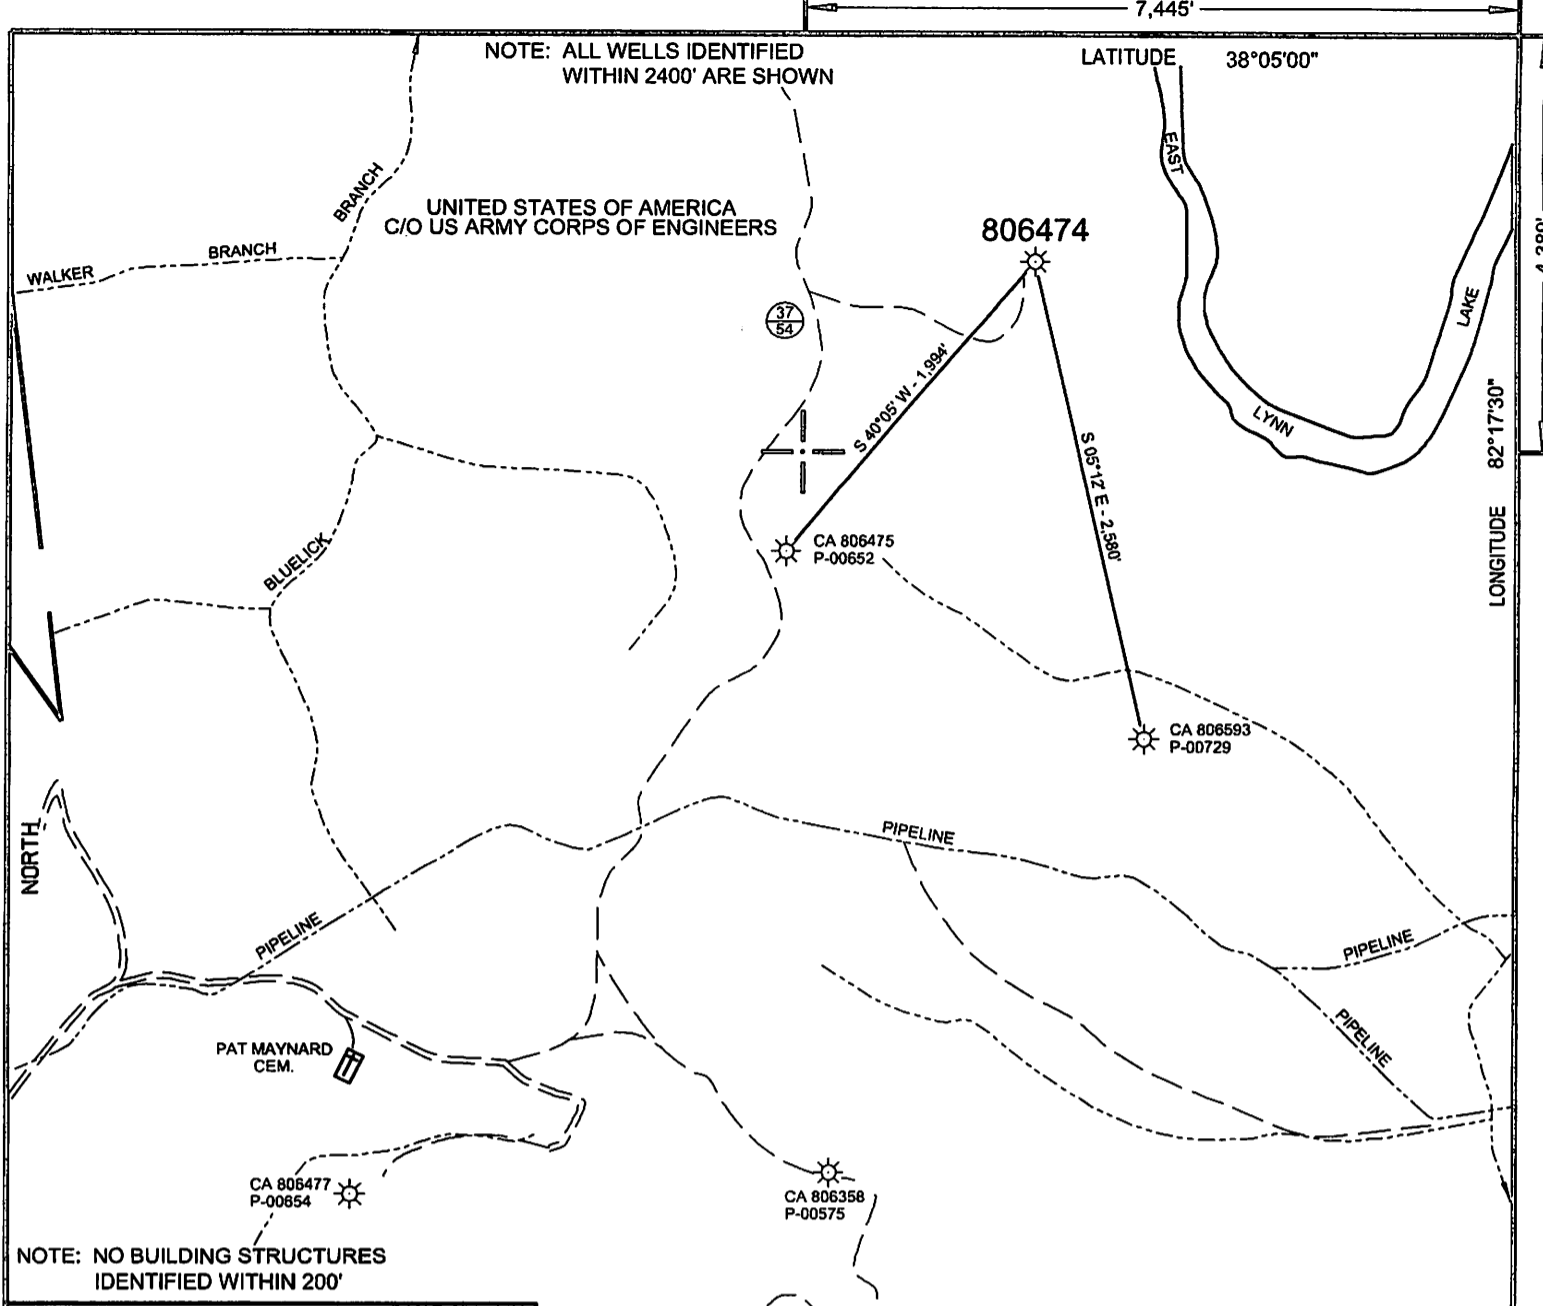 7,445'
NOTE: ALL WELLS IDENTIFIED
WITHIN 2400' ARE SHOWN
LATITUDE 38°05'00"
EAST
BRANCH
UNITED STATES OF AMERICA
C/O US ARMY CORPS OF ENGINEERS
806474
WALKER BRANCH
37
54
LAKE
S 40°05' W - 1,994'
LYNN
82°17'30"
LONGITUDE
S 05°12' E - 2,580'
CA 806475
P-00652
BLUELICK
CA 806593
P-00729
NORTH
PIPELINE
PIPELINE
PIPELINE
PIPELINE
PAT MAYNARD
CEM.
CA 806477
P-00654
CA 806358
P-00575
NOTE: NO BUILDING STRUCTURES
IDENTIFIED WITHIN 200'